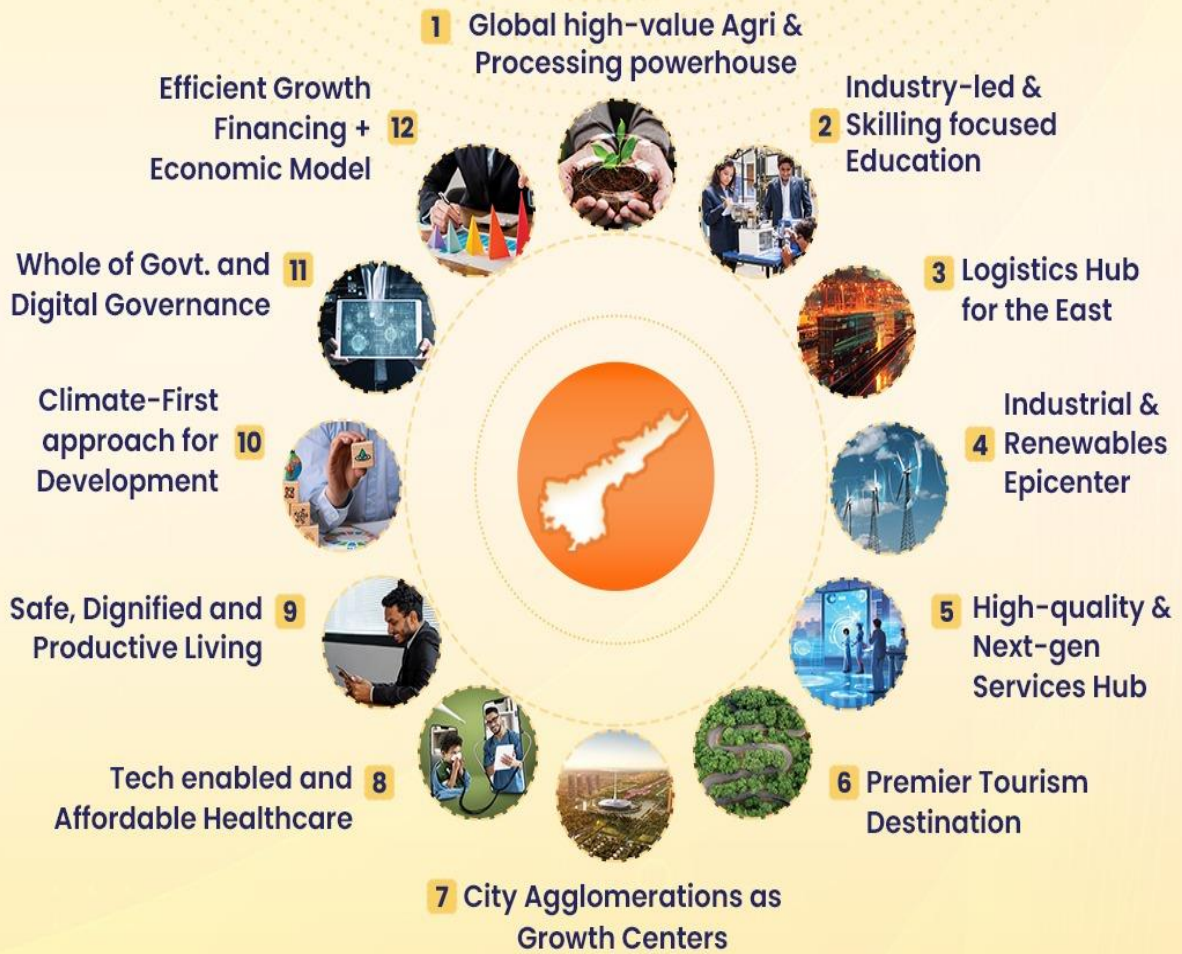 1 Global high-value Agri &
Processing powerhouse
2 Industry-led &
Skilling focused
Education
3 Logistics Hub
for the East
4 Industrial &
Renewables
Epicenter
5 High-quality &
Next-gen
Services Hub
6 Premier Tourism
Destination
7 City Agglomerations as
Growth Centers
8 Tech enabled and
Affordable Healthcare
9 Safe, Dignified and
Productive Living
10 Climate-First
approach for
Development
11 Whole of Govt. and
Digital Governance
12 Efficient Growth
Financing +
Economic Model